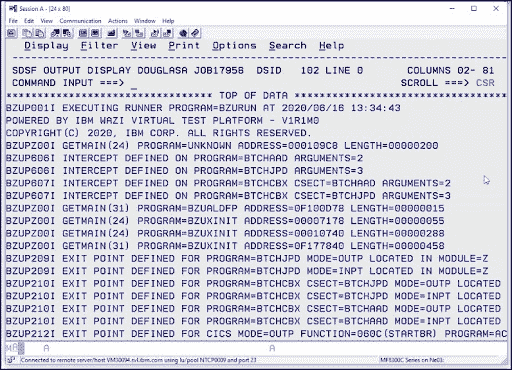 Session A - [24 x 80]
File Edit View Communication Actions Window Help
Display Filter View Print Options Search Help
SDSF OUTPUT DISPLAY DOUGLASA JOB17958 DSID 102 LINE 0 COLUMNS 02- 81
COMMAND INPUT ===> _ SCROLL ===> CSR
********************************* TOP OF DATA *********************************
BZUP001I EXECUTING RUNNER PROGRAM=BZURUN AT 2020/06/16 13:34:43
POWERED BY IBM WAZI VIRTUAL TEST PLATFORM - V1R1M0
COPYRIGHT(C) 2020, IBM CORP. ALL RIGHTS RESERVED.
BZUPZ00I GETMAIN(24) PROGRAM=UNKNOWN ADDRESS=000109C8 LENGTH=00000200
BZUP606I INTERCEPT DEFINED ON PROGRAM=BTCHAAD ARGUMENTS=2
BZUP606I INTERCEPT DEFINED ON PROGRAM=BTCHJPD ARGUMENTS=3
BZUP607I INTERCEPT DEFINED ON PROGRAM=BTCHCBX CSECT=BTCHAAD ARGUMENTS=2
BZUP607I INTERCEPT DEFINED ON PROGRAM=BTCHCBX CSECT=BTCHJPD ARGUMENTS=3
BZUPZ00I GETMAIN(31) PROGRAM=BZUALDFP ADDRESS=0F100D78 LENGTH=00000015
BZUPZ00I GETMAIN(24) PROGRAM=BZUXINIT ADDRESS=00007178 LENGTH=00000055
BZUPZ00I GETMAIN(24) PROGRAM=BZUXINIT ADDRESS=00010740 LENGTH=00000288
BZUPZ00I GETMAIN(31) PROGRAM=BZUXINIT ADDRESS=0F177840 LENGTH=00000458
BZUP209I EXIT POINT DEFINED FOR PROGRAM=BTCHJPD MODE=OUTP LOCATED IN MODULE=Z
BZUP209I EXIT POINT DEFINED FOR PROGRAM=BTCHJPD MODE=INPT LOCATED IN MODULE=Z
BZUP210I EXIT POINT DEFINED FOR PROGRAM=BTCHCBX CSECT=BTCHJPD MODE=OUTP LOCATED
BZUP210I EXIT POINT DEFINED FOR PROGRAM=BTCHCBX CSECT=BTCHJPD MODE=INPT LOCATED
BZUP210I EXIT POINT DEFINED FOR PROGRAM=BTCHCBX CSECT=BTCHAAD MODE=OUTP LOCATED
BZUP210I EXIT POINT DEFINED FOR PROGRAM=BTCHCBX CSECT=BTCHAAD MODE=INPT LOCATED
BZUP212I EXIT POINT DEFINED FOR CICS MODE=OUTP FUNCTION=060C(STARTBR) PROGRAM=AC
MA A A
Connected to remote server/host using lu/pool NTCP0009 and port 23